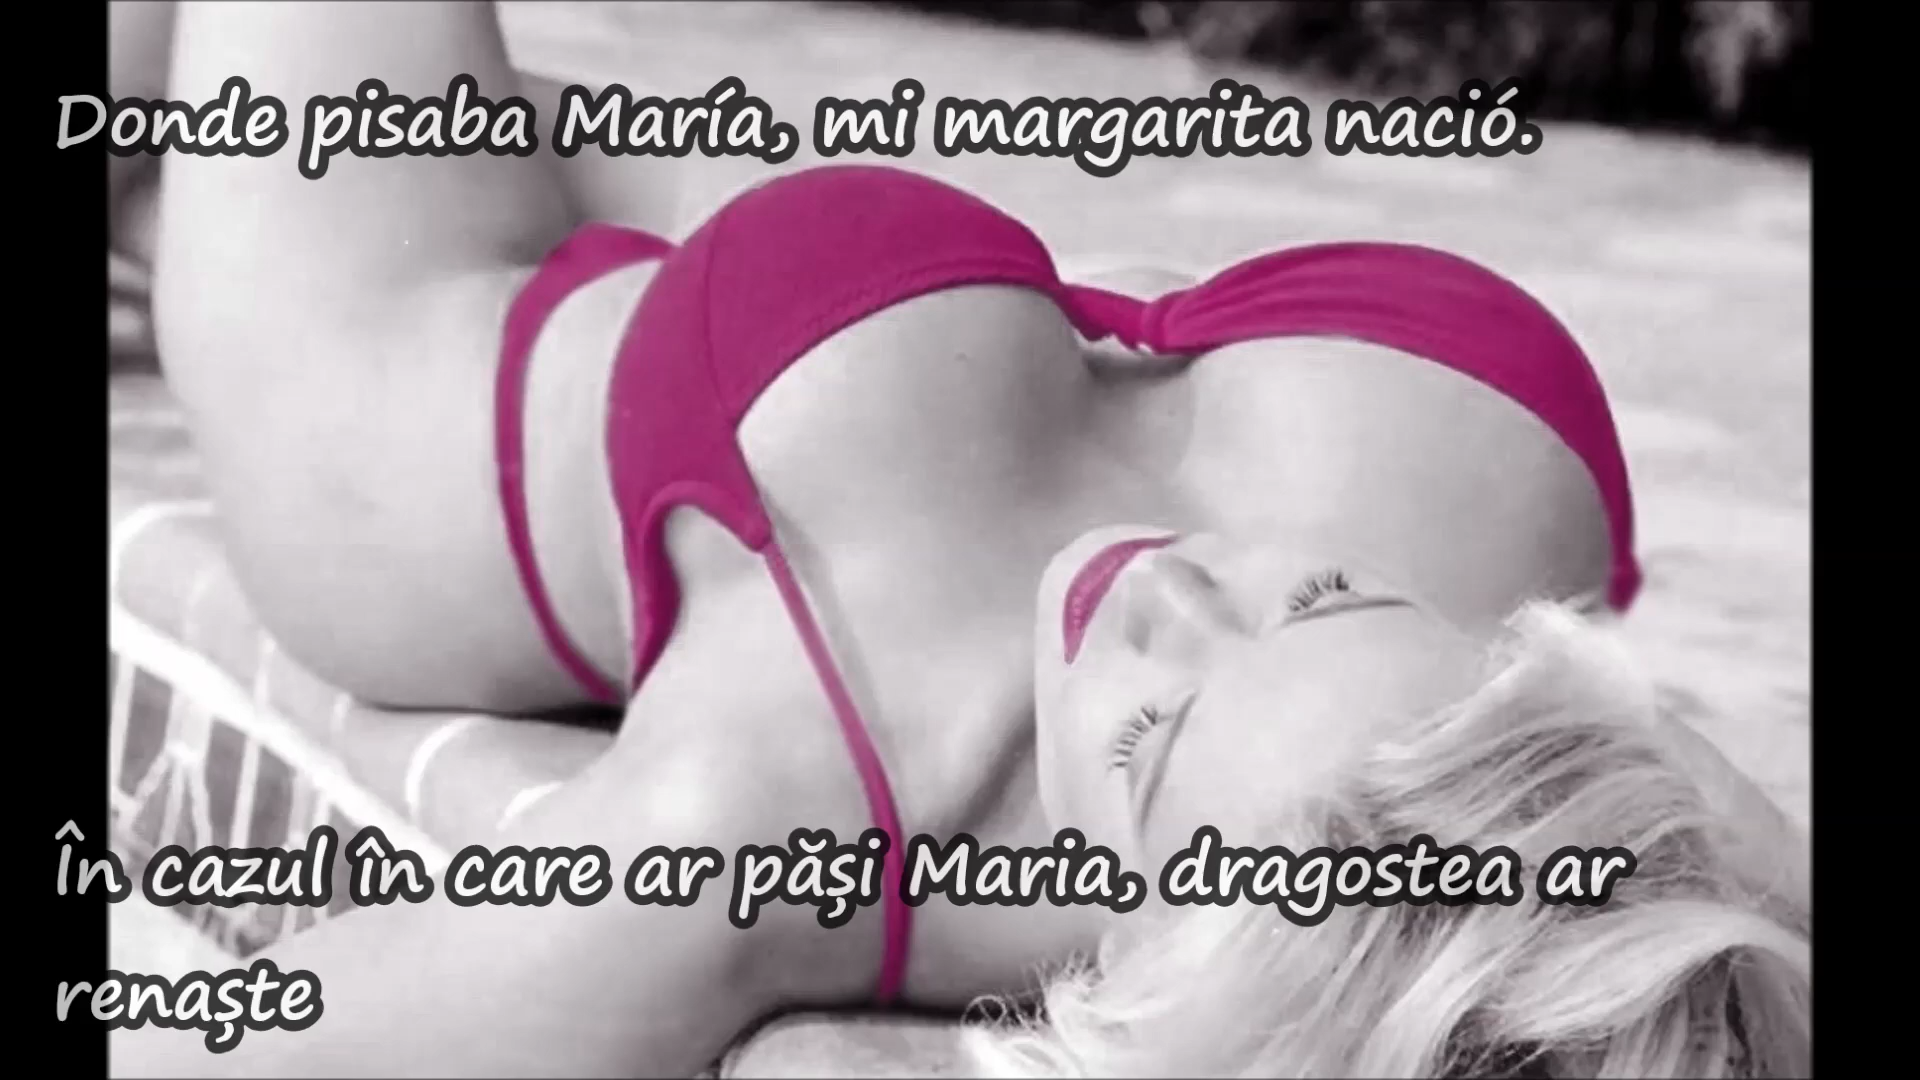 Donde pisaba María, mi margarita nació.
În cazul în care ar păși Maria, dragostea ar
renaște